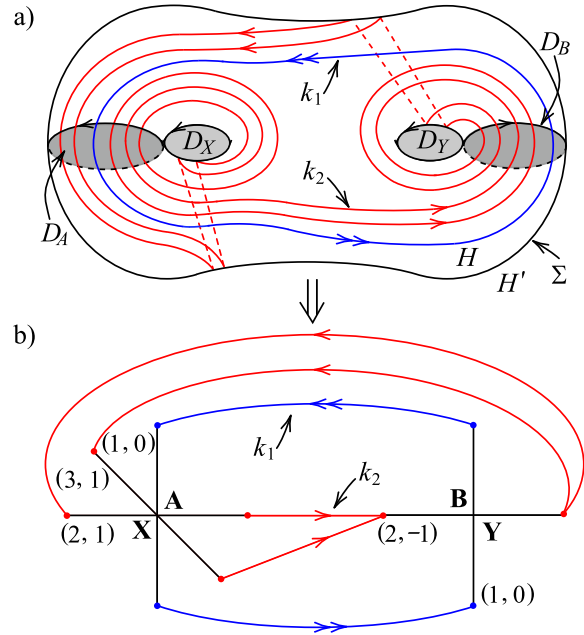 a)
D_B
k_1
D_X
D_Y
k_2
D_A
H
Σ
H'
b)
(1, 0)
k_1
(3, 1)
k_2
A
B
(2, 1)
X
(2, -1)
Y
(1, 0)